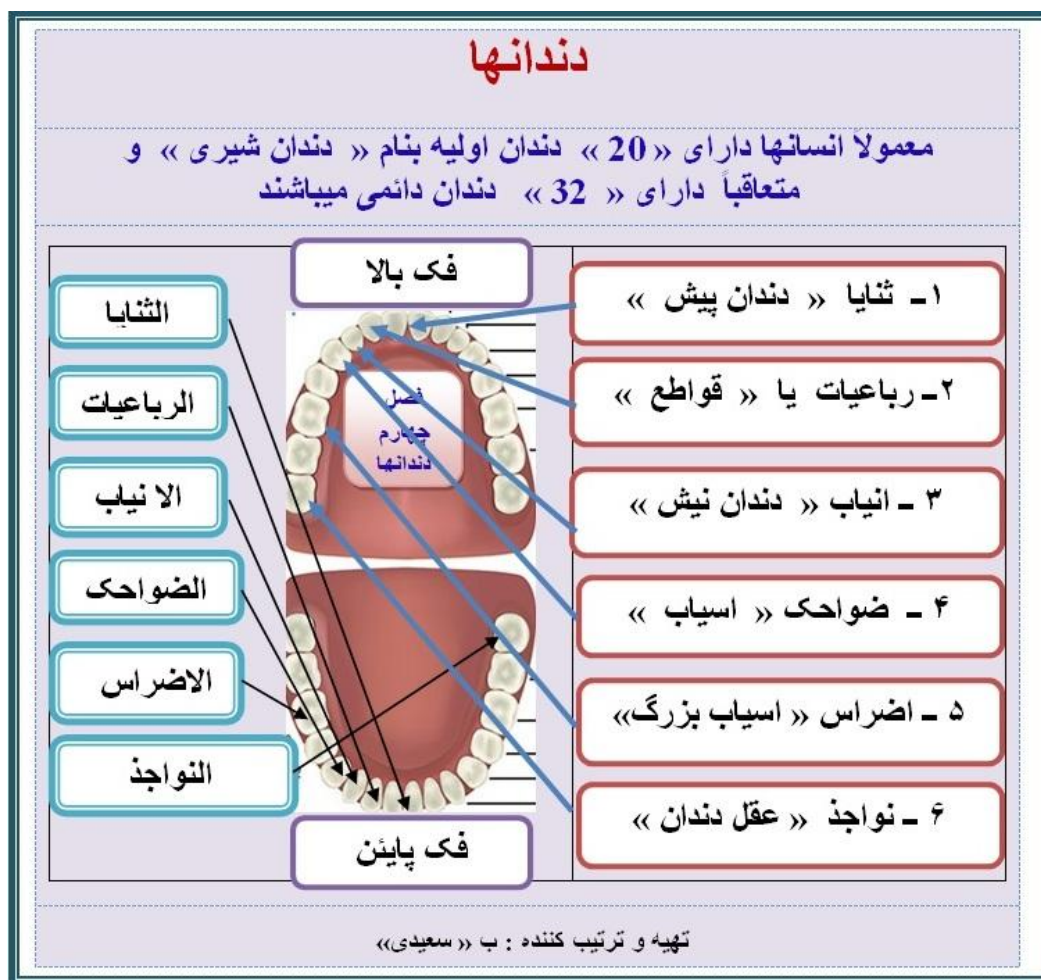 دندانها
معمولاً انسانها دارای « 20 » دندان اولیه بنام « دندان شیری » و
متعاقباً دارای « 32 » دندان دائمی میباشند
فک بالا
۱ـ ثنایا « دندان پیش »
۲ـ رباعیات یا « قواطع »
۳ ـ انیاب « دندان نیش »
۴ ـ ضواحک « اسیاب »
۵ ـ اضراس « اسیاب بزرگ»
۶ ـ نواجذ « عقل دندان »
فصل
چهارم
دندانها
الثنایا
الرباعیات
الا نیاب
الضواحک
الاضراس
النواجذ
فک پایئن
تهیه و ترتیب کننده : ب « سعیدی»